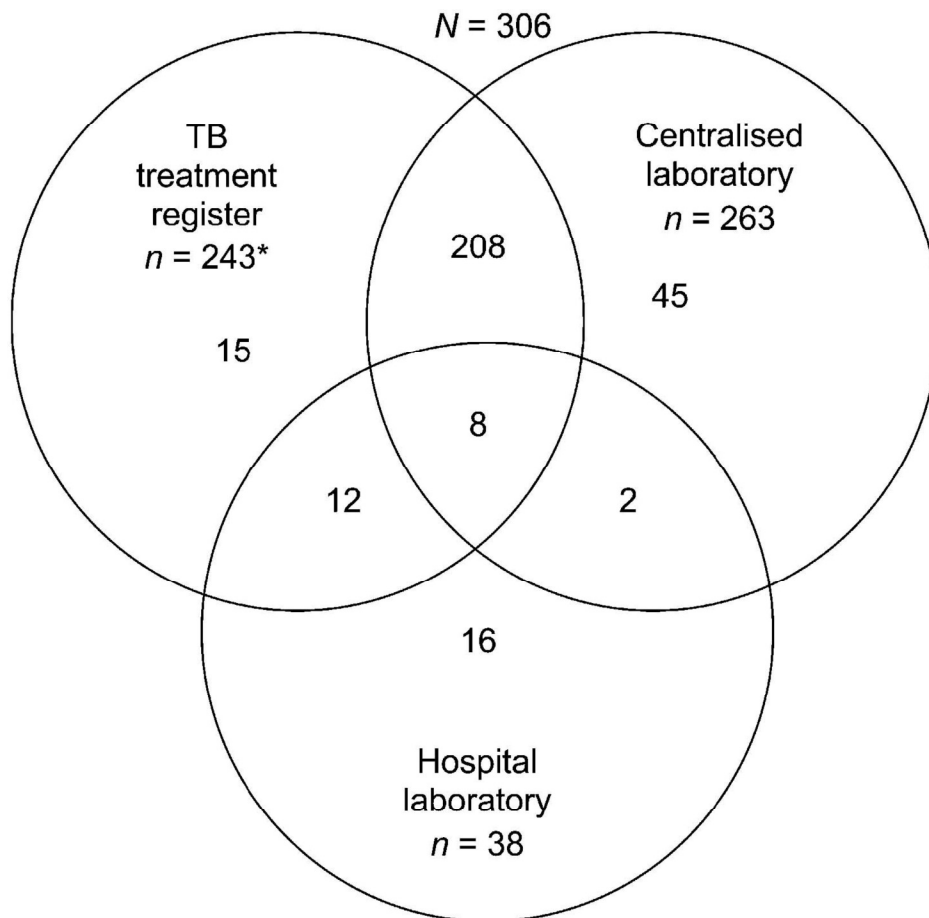 N = 306
TB
treatment
register
n = 243*
Centralised
laboratory
n = 263
208
45
15
8
12
2
16
Hospital
laboratory
n = 38